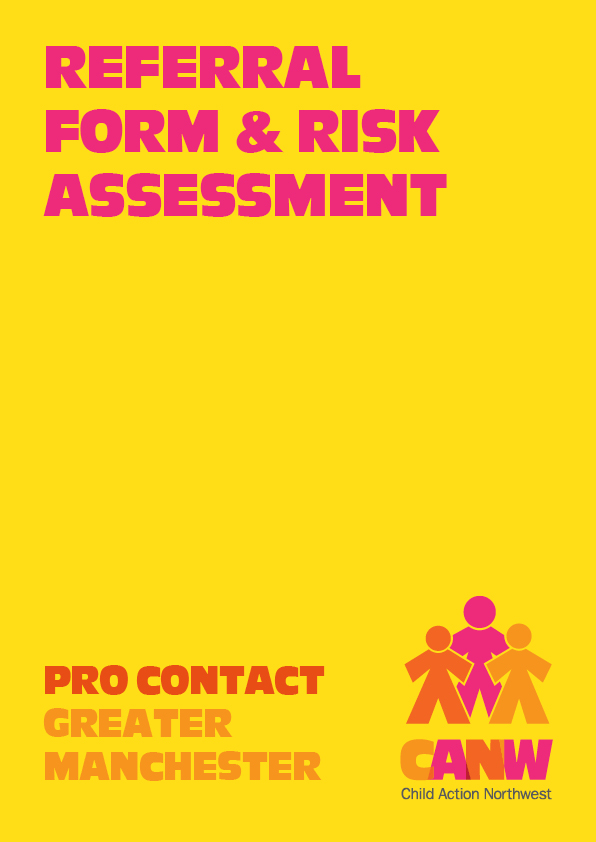 REFERRAL
FORM & RISK
ASSESSMENT
PRO CONTACT
GREATER
MANCHESTER
CANW
Child Action Northwest